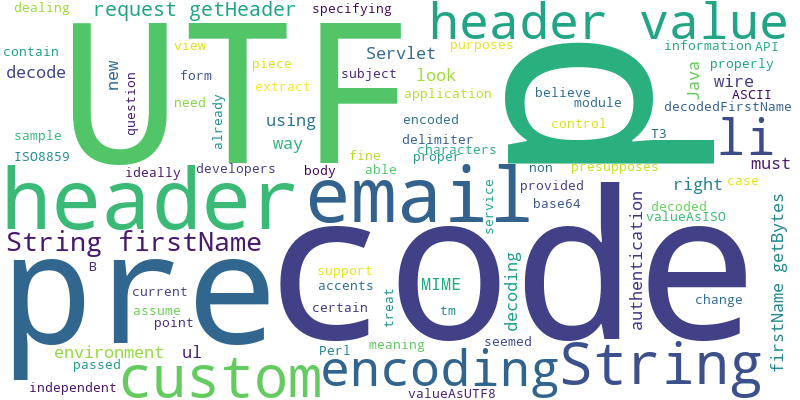 dealing
request getHeader
specifying
header value
UTF
p
contain
view
Servlet
purposes
information
API
decode
new
form
piece
subject
look
properly
question
extract
Java
wire
need
already
application
believe
module
ASCII
decodedFirstName
sample
using
encoded
control
li
ISO8859
way
delimiter
T3
characters
fine
proper
able
non
presupposes
must
ideally
developers
body
provided
right
case
header
email
service
base64
decoded
valueAsISO
String firstName
pre
code
authentication
firstName getBytes
B
support
accents
MIME
decoding
current
assume
certain
treat
tm
change
point
environment
ul
Perl
meaning
seemed
String
passed
independent
custom
encoding
valueAsUTF8